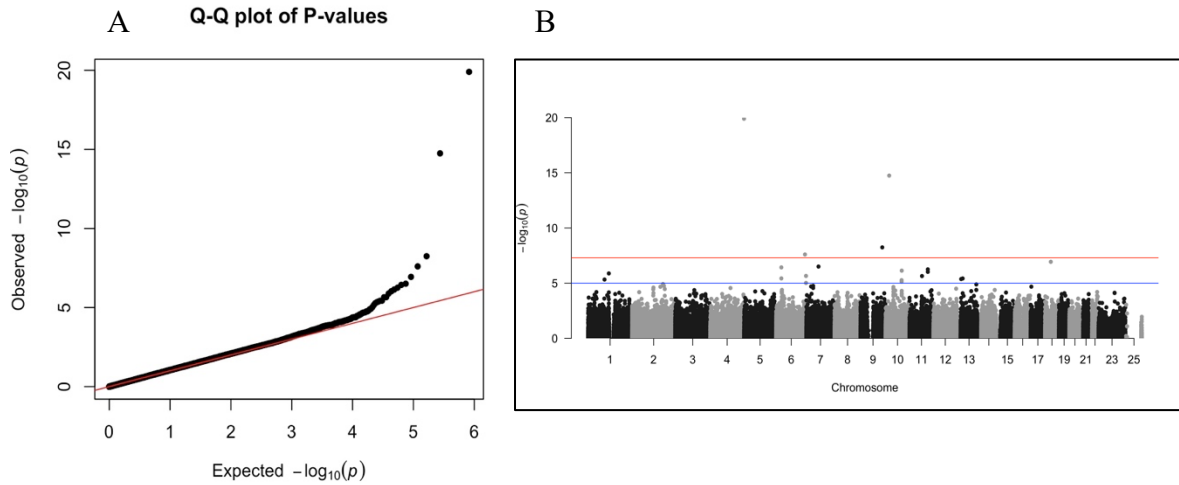 A
Q-Q plot of P-values
Observed −log10(p)
20
15
10
5
0
0 1 2 3 4 5 6
Expected −log10(p)
B
−log10(p)
20
15
10
5
0
1 2 3 4 5 6 7 8 9 10 11 12 13 15 17 19 21 23 25
Chromosome